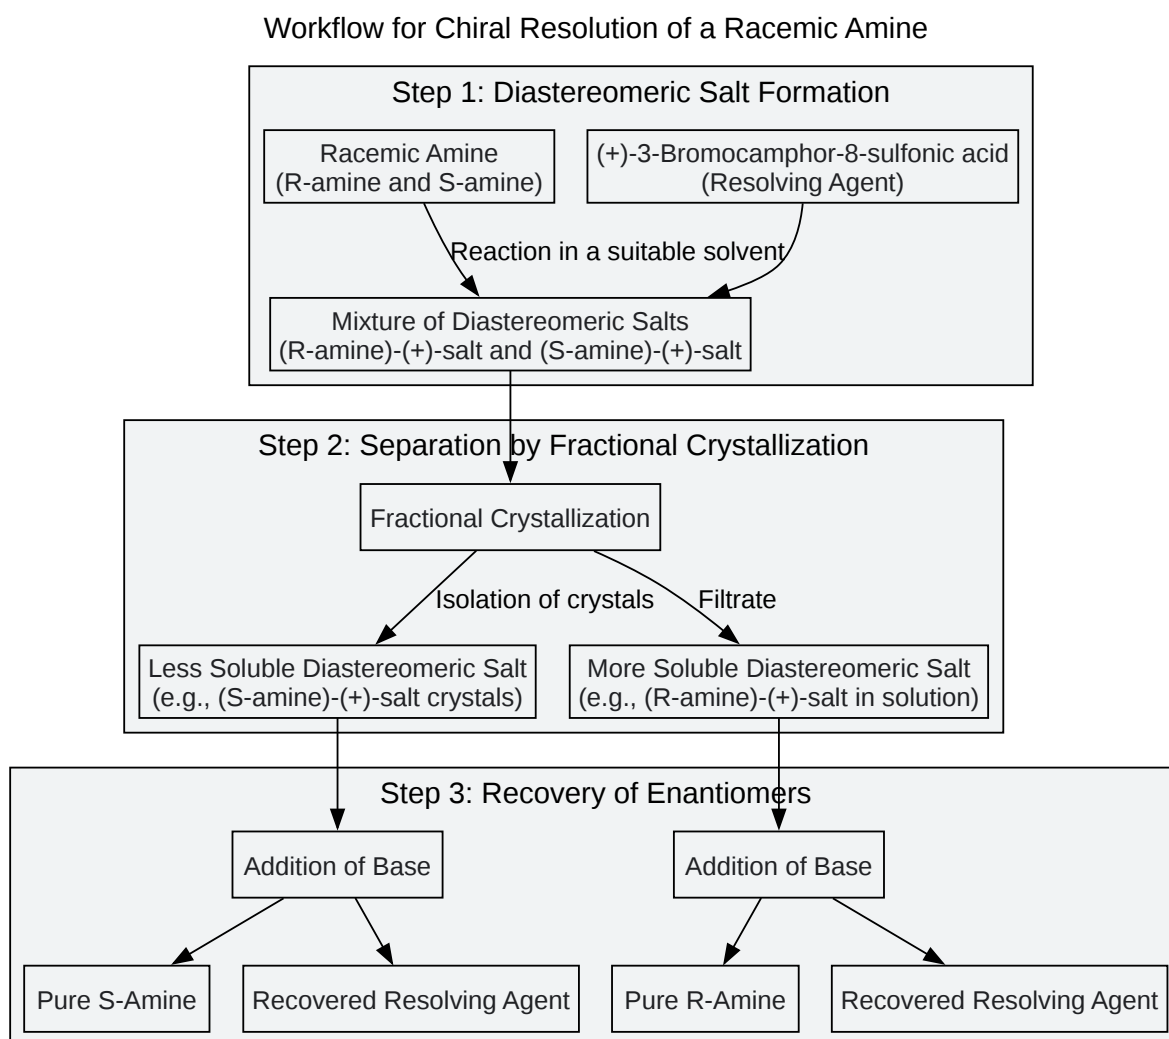 Workflow for Chiral Resolution of a Racemic Amine
Step 1: Diastereomeric Salt Formation
Racemic Amine
(R-amine and S-amine)
(+)-3-Bromocamphor-8-sulfonic acid
(Resolving Agent)
Reaction in a suitable solvent
Mixture of Diastereomeric Salts
(R-amine)-(+)-salt and (S-amine)-(+)-salt
Step 2: Separation by Fractional Crystallization
Fractional Crystallization
Isolation of crystals
Filtrate
Less Soluble Diastereomeric Salt
(e.g., (S-amine)-(+)-salt crystals)
More Soluble Diastereomeric Salt
(e.g., (R-amine)-(+)-salt in solution)
Step 3: Recovery of Enantiomers
Addition of Base
Addition of Base
Pure S-Amine
Recovered Resolving Agent
Pure R-Amine
Recovered Resolving Agent